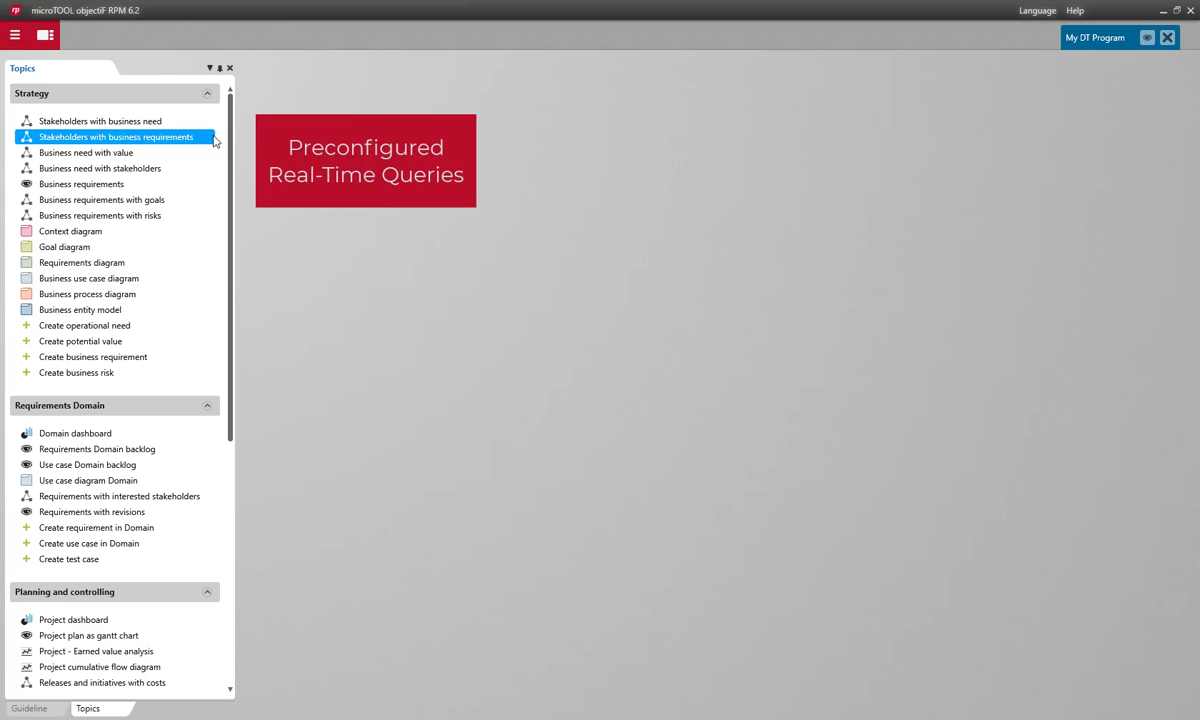 rp microTOOL objectiF RPM 6.2
Language Help
My DT Program
Topics
Strategy
Stakeholders with business need
Stakeholders with business requirements
Business need with value
Business need with stakeholders
Business requirements
Business requirements with goals
Business requirements with risks
Context diagram
Goal diagram
Requirements diagram
Business use case diagram
Business process diagram
Business entity model
Create operational need
Create potential value
Create business requirement
Create business risk
Requirements Domain
Domain dashboard
Requirements Domain backlog
Use case Domain backlog
Use case diagram Domain
Requirements with interested stakeholders
Requirements with revisions
Create requirement in Domain
Create use case in Domain
Create test case
Planning and controlling
Project dashboard
Project plan as gantt chart
Project - Earned value analysis
Project cumulative flow diagram
Releases and initiatives with costs
Guideline Topics
Preconfigured
Real-Time Queries